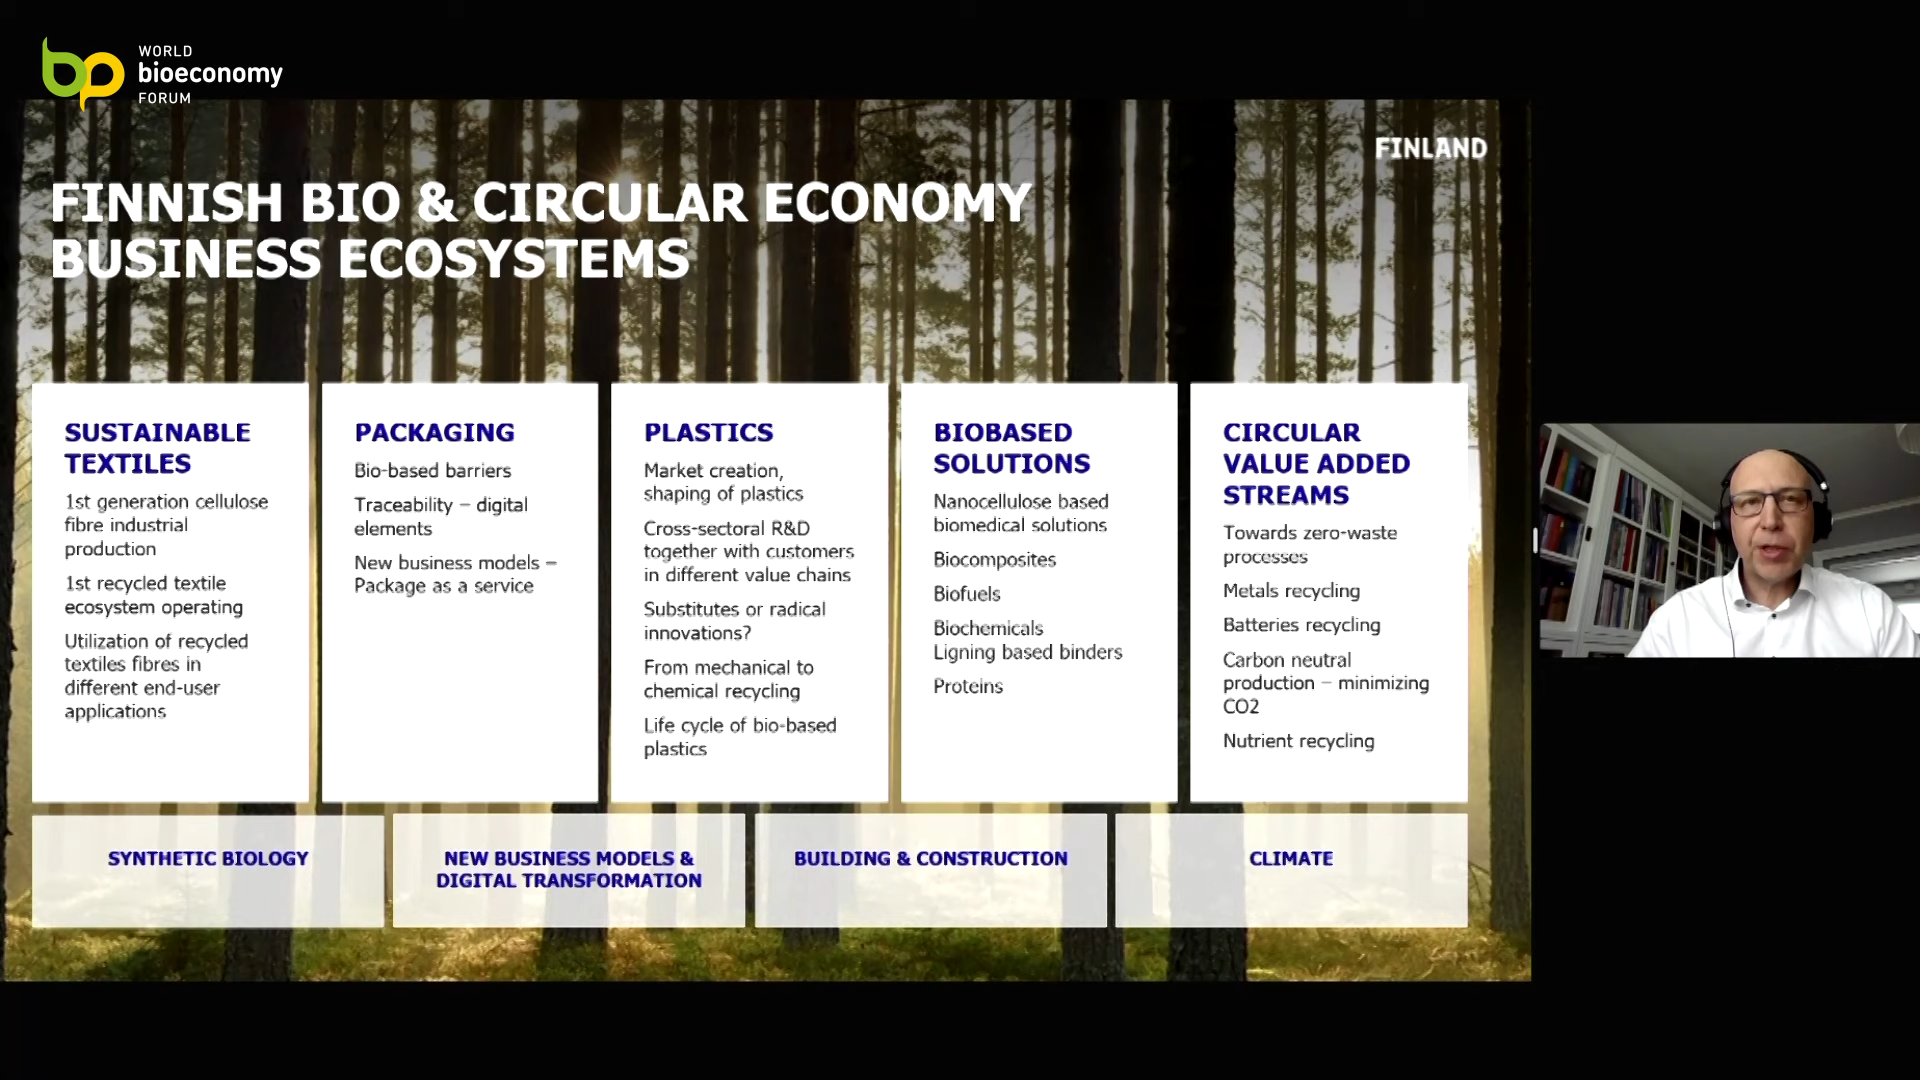 WORLD
bioeconomy
FORUM
FINLAND
FINNISH BIO & CIRCULAR ECONOMY
BUSINESS ECOSYSTEMS
SUSTAINABLE
TEXTILES
1st generation cellulose
fibre industrial
production
1st recycled textile
ecosystem operating
Utilization of recycled
textiles fibres in
different end-user
applications
PACKAGING
Bio-based barriers
Traceability – digital
elements
New business models –
Package as a service
PLASTICS
Market creation,
shaping of plastics
Cross-sectoral R&D
together with customers
in different value chains
Substitutes or radical
innovations?
From mechanical to
chemical recycling
Life cycle of bio-based
plastics
BIOBASED
SOLUTIONS
Nanocellulose based
biomedical solutions
Biocomposites
Biofuels
Biochemicals
Ligning based binders
Proteins
CIRCULAR
VALUE ADDED
STREAMS
Towards zero-waste
processes
Metals recycling
Batteries recycling
Carbon neutral
production – minimizing
CO2
Nutrient recycling
SYNTHETIC BIOLOGY
NEW BUSINESS MODELS &
DIGITAL TRANSFORMATION
BUILDING & CONSTRUCTION
CLIMATE